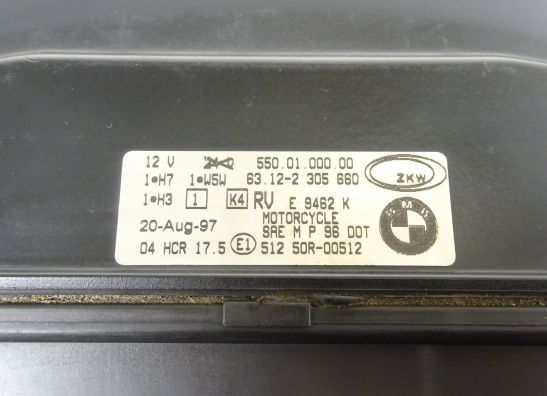 12 V 550.01.000.00
1*H7 1*W5W 63.12-2 305 660 ZKW
1*H3 1 K4 RV E 9462 K
MOTORCYCLE
20-Aug-97 SAE M P 96 DOT
04 HCR 17.5 E1 512 50R-00512
BMW